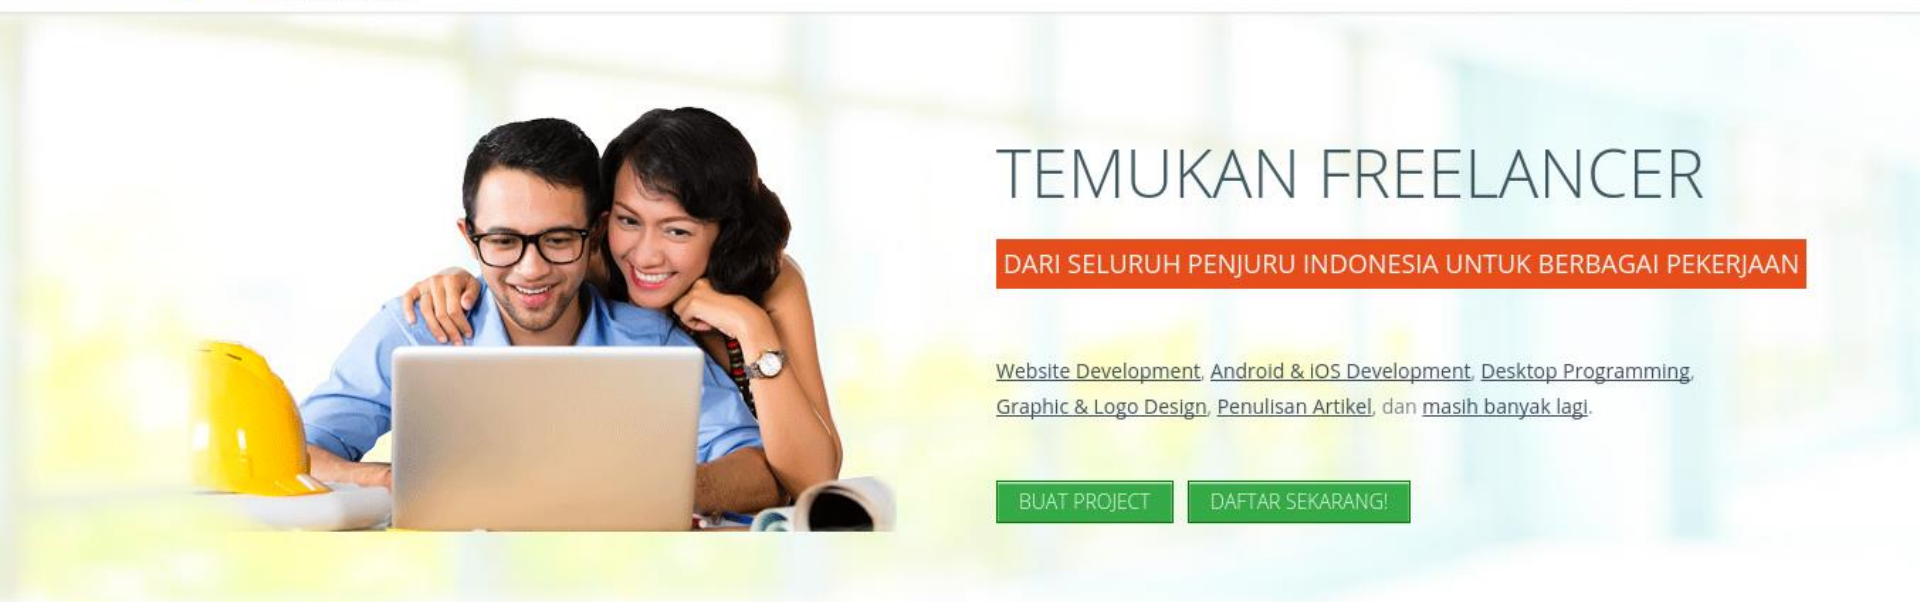 TEMUKAN FREELANCER
DARI SELURUH PENJURU INDONESIA UNTUK BERBAGAI PEKERJAAN
Website Development, Android & iOS Development, Desktop Programming,
Graphic & Logo Design, Penulisan Artikel, dan masih banyak lagi.
BUAT PROJECT DAFTAR SEKARANG!